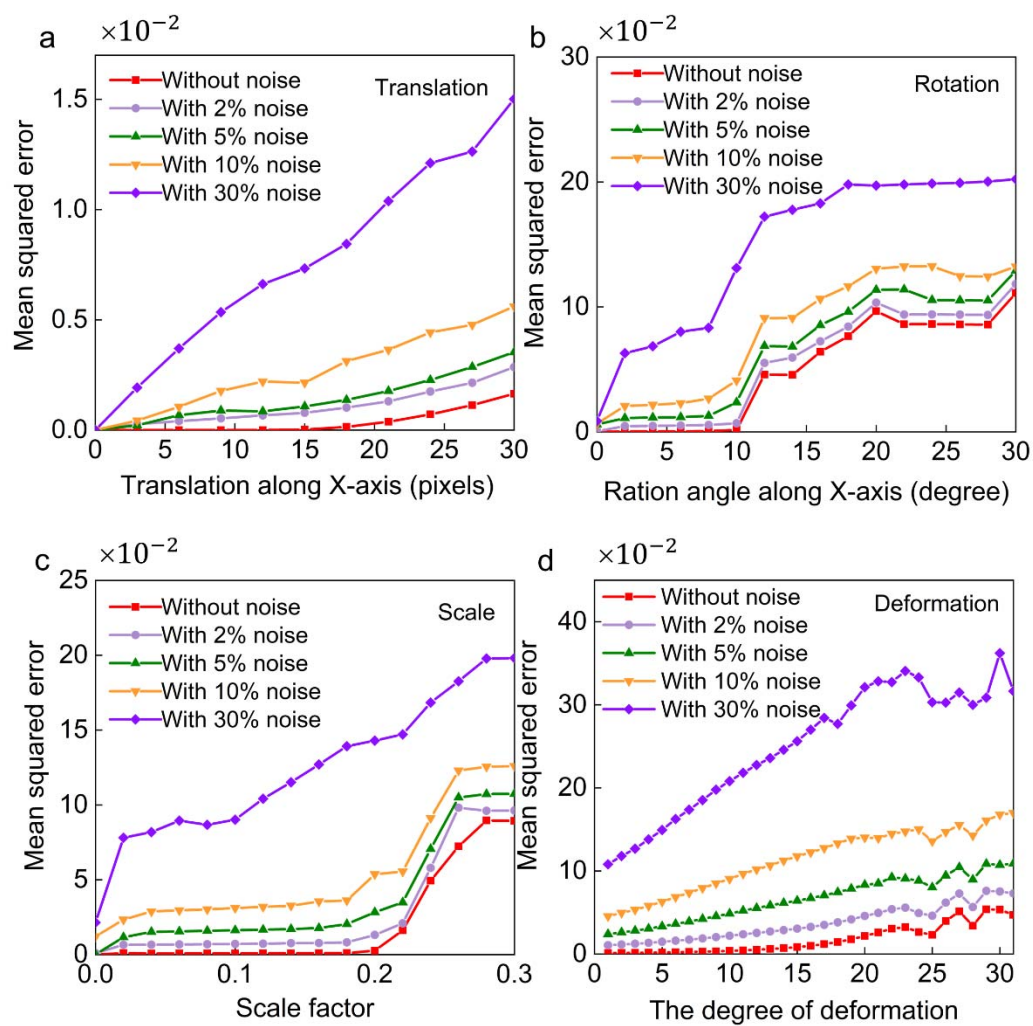 a
×10⁻²
Mean squared error
1.5
1.0
0.5
0.0
0 5 10 15 20 25 30
Translation along X-axis (pixels)
Translation
Without noise
With 2% noise
With 5% noise
With 10% noise
With 30% noise
b
×10⁻²
Mean squared error
30
20
10
0
0 5 10 15 20 25 30
Ration angle along X-axis (degree)
Rotation
Without noise
With 2% noise
With 5% noise
With 10% noise
With 30% noise
c
×10⁻²
Mean squared error
25
20
15
10
5
0
0.0 0.1 0.2 0.3
Scale factor
Scale
Without noise
With 2% noise
With 5% noise
With 10% noise
With 30% noise
d
×10⁻²
Mean squared error
40
30
20
10
0
0 5 10 15 20 25 30
The degree of deformation
Deformation
Without noise
With 2% noise
With 5% noise
With 10% noise
With 30% noise